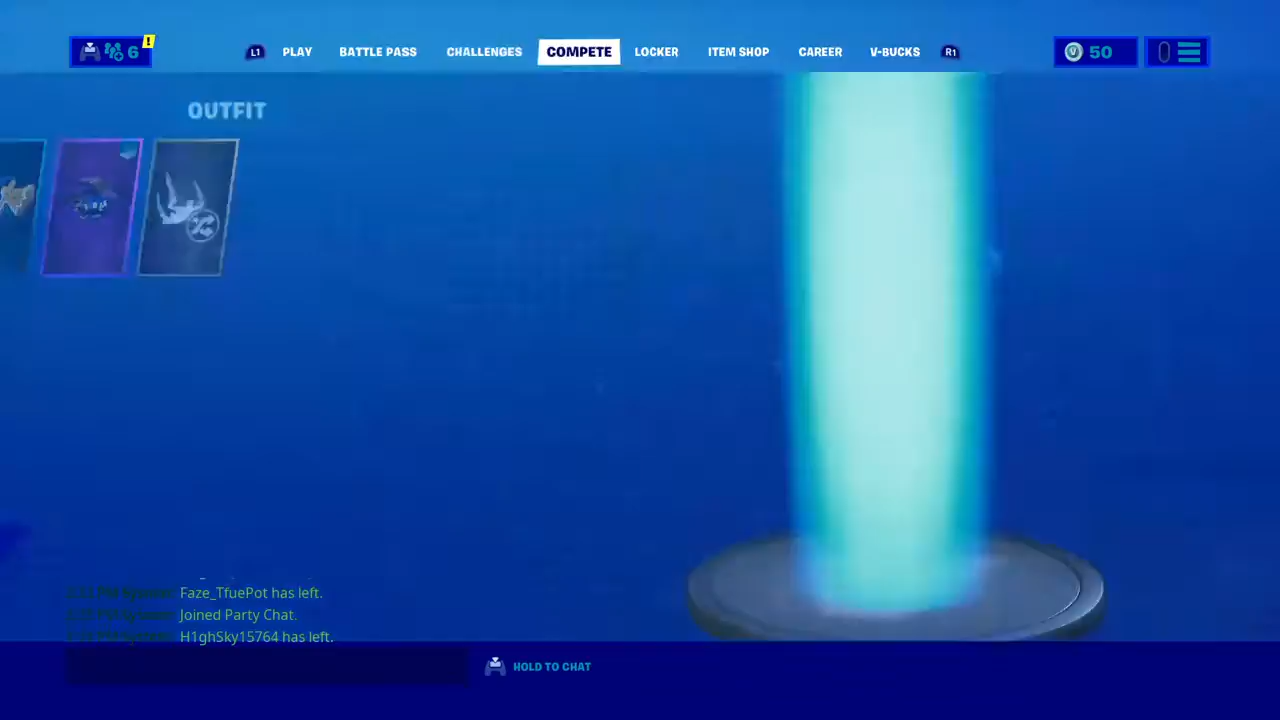 6 !
L1 PLAY BATTLE PASS CHALLENGES COMPETE LOCKER ITEM SHOP CAREER V-BUCKS R1
50
OUTFIT
Faze_TfuePot has left.
Joined Party Chat.
H1ghSky15764 has left.
HOLD TO CHAT